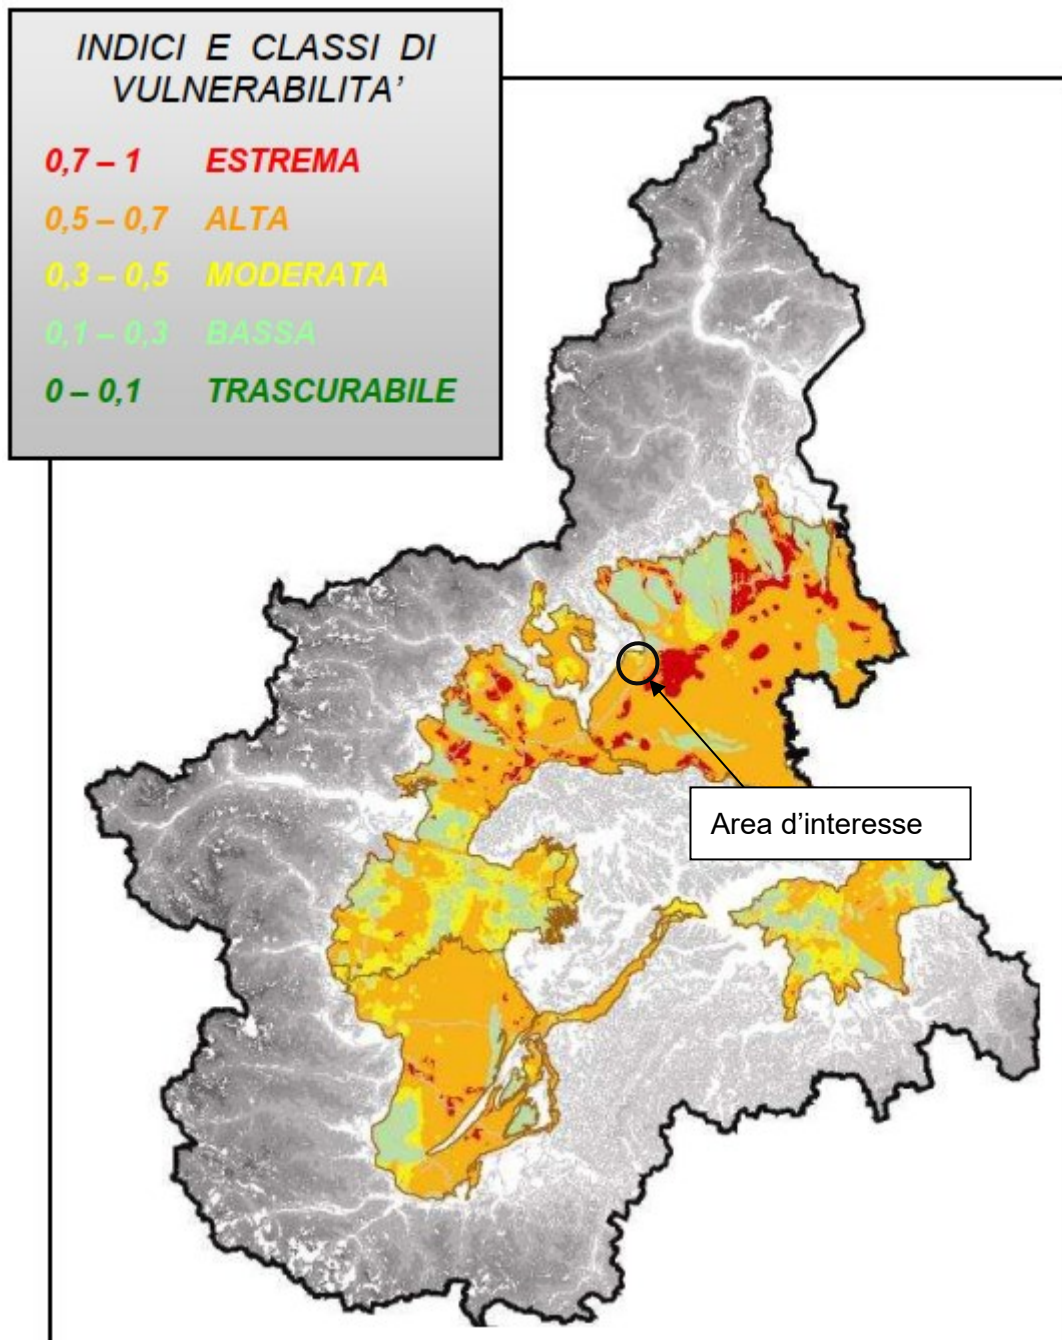 INDICI E CLASSI DI
VULNERABILITA’
0,7 – 1 ESTREMA
0,5 – 0,7 ALTA
0,3 – 0,5 MODERATA
0,1 – 0,3 BASSA
0 – 0,1 TRASCURABILE
Area d’interesse